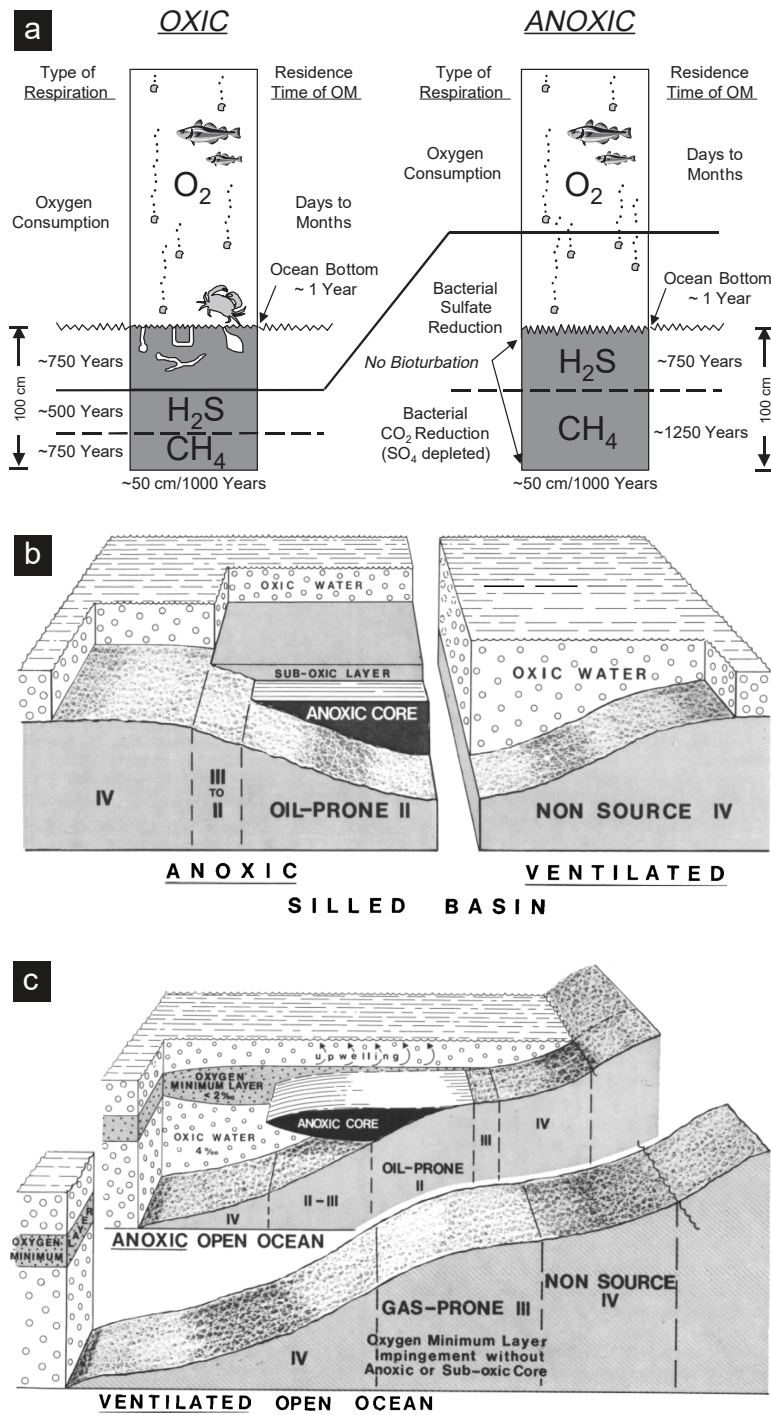 a
OXIC
Type of
Respiration
Residence
Time of OM
Oxygen
Consumption
O2
Days to
Months
Ocean Bottom
~ 1 Year
100 cm
~750 Years
~500 Years
~750 Years
H2S
CH4
~50 cm/1000 Years
ANOXIC
Type of
Respiration
Residence
Time of OM
Oxygen
Consumption
O2
Days to
Months
Bacterial
Sulfate
Reduction
Ocean Bottom
~ 1 Year
No Bioturbation
H2S
~750 Years
Bacterial
CO2 Reduction
(SO4 depleted)
CH4
~1250 Years
100 cm
~50 cm/1000 Years
b
OXIC WATER
SUB-OXIC LAYER
ANOXIC CORE
IV
III
TO
II
OIL-PRONE II
ANOXIC
OXIC WATER
NON SOURCE IV
VENTILATED
SILLED BASIN
c
upwelling
OXYGEN
MINIMUM LAYER
<2‰
OXIC WATER
4‰
ANOXIC CORE
IV
II-III
OIL-PRONE
II
III
IV
ANOXIC OPEN OCEAN
OXYGEN-
MINIMUM
LAYER
IV
GAS-PRONE III
Oxygen Minimum Layer
Impingement without
Anoxic or Sub-oxic Core
NON SOURCE
IV
VENTILATED OPEN OCEAN